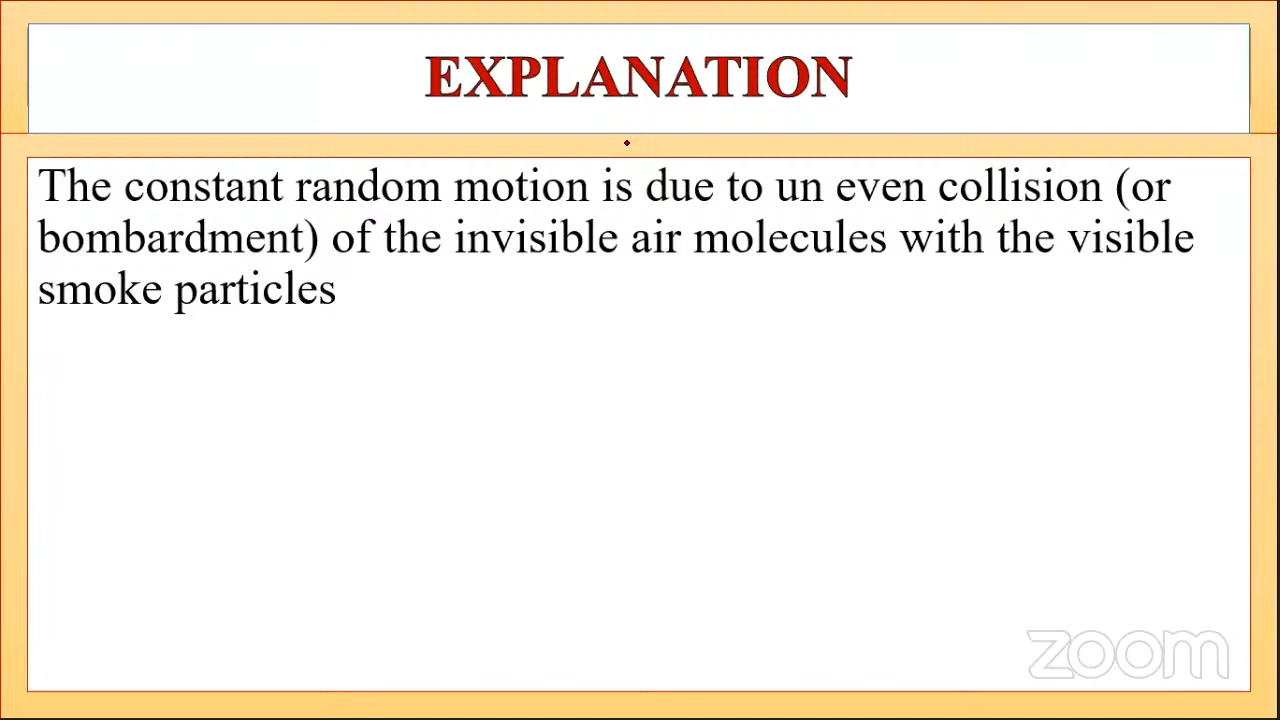 EXPLANATION
The constant random motion is due to un even collision (or
bombardment) of the invisible air molecules with the visible
smoke particles
zoom